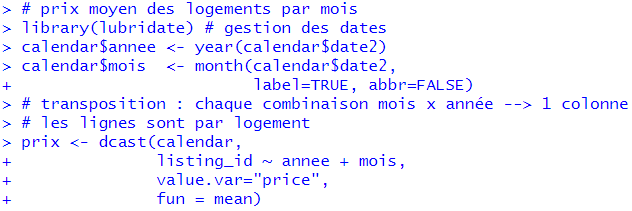 > # prix moyen des logements par mois
> library(lubridate) # gestion des dates
> calendar$annee <- year(calendar$date2)
> calendar$mois  <- month(calendar$date2,
+                         label=TRUE, abbr=FALSE)
> # transposition : chaque combinaison mois x année --> 1 colonne
> # les lignes sont par logement
> prix <- dcast(calendar,
+               listing_id ~ annee + mois,
+               value.var="price",
+               fun = mean)